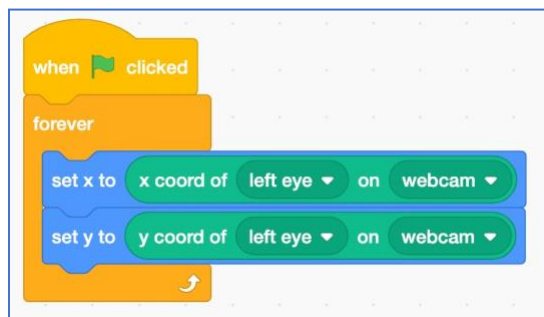 when clicked
forever
set x to x coord of left eye on webcam
set y to y coord of left eye on webcam